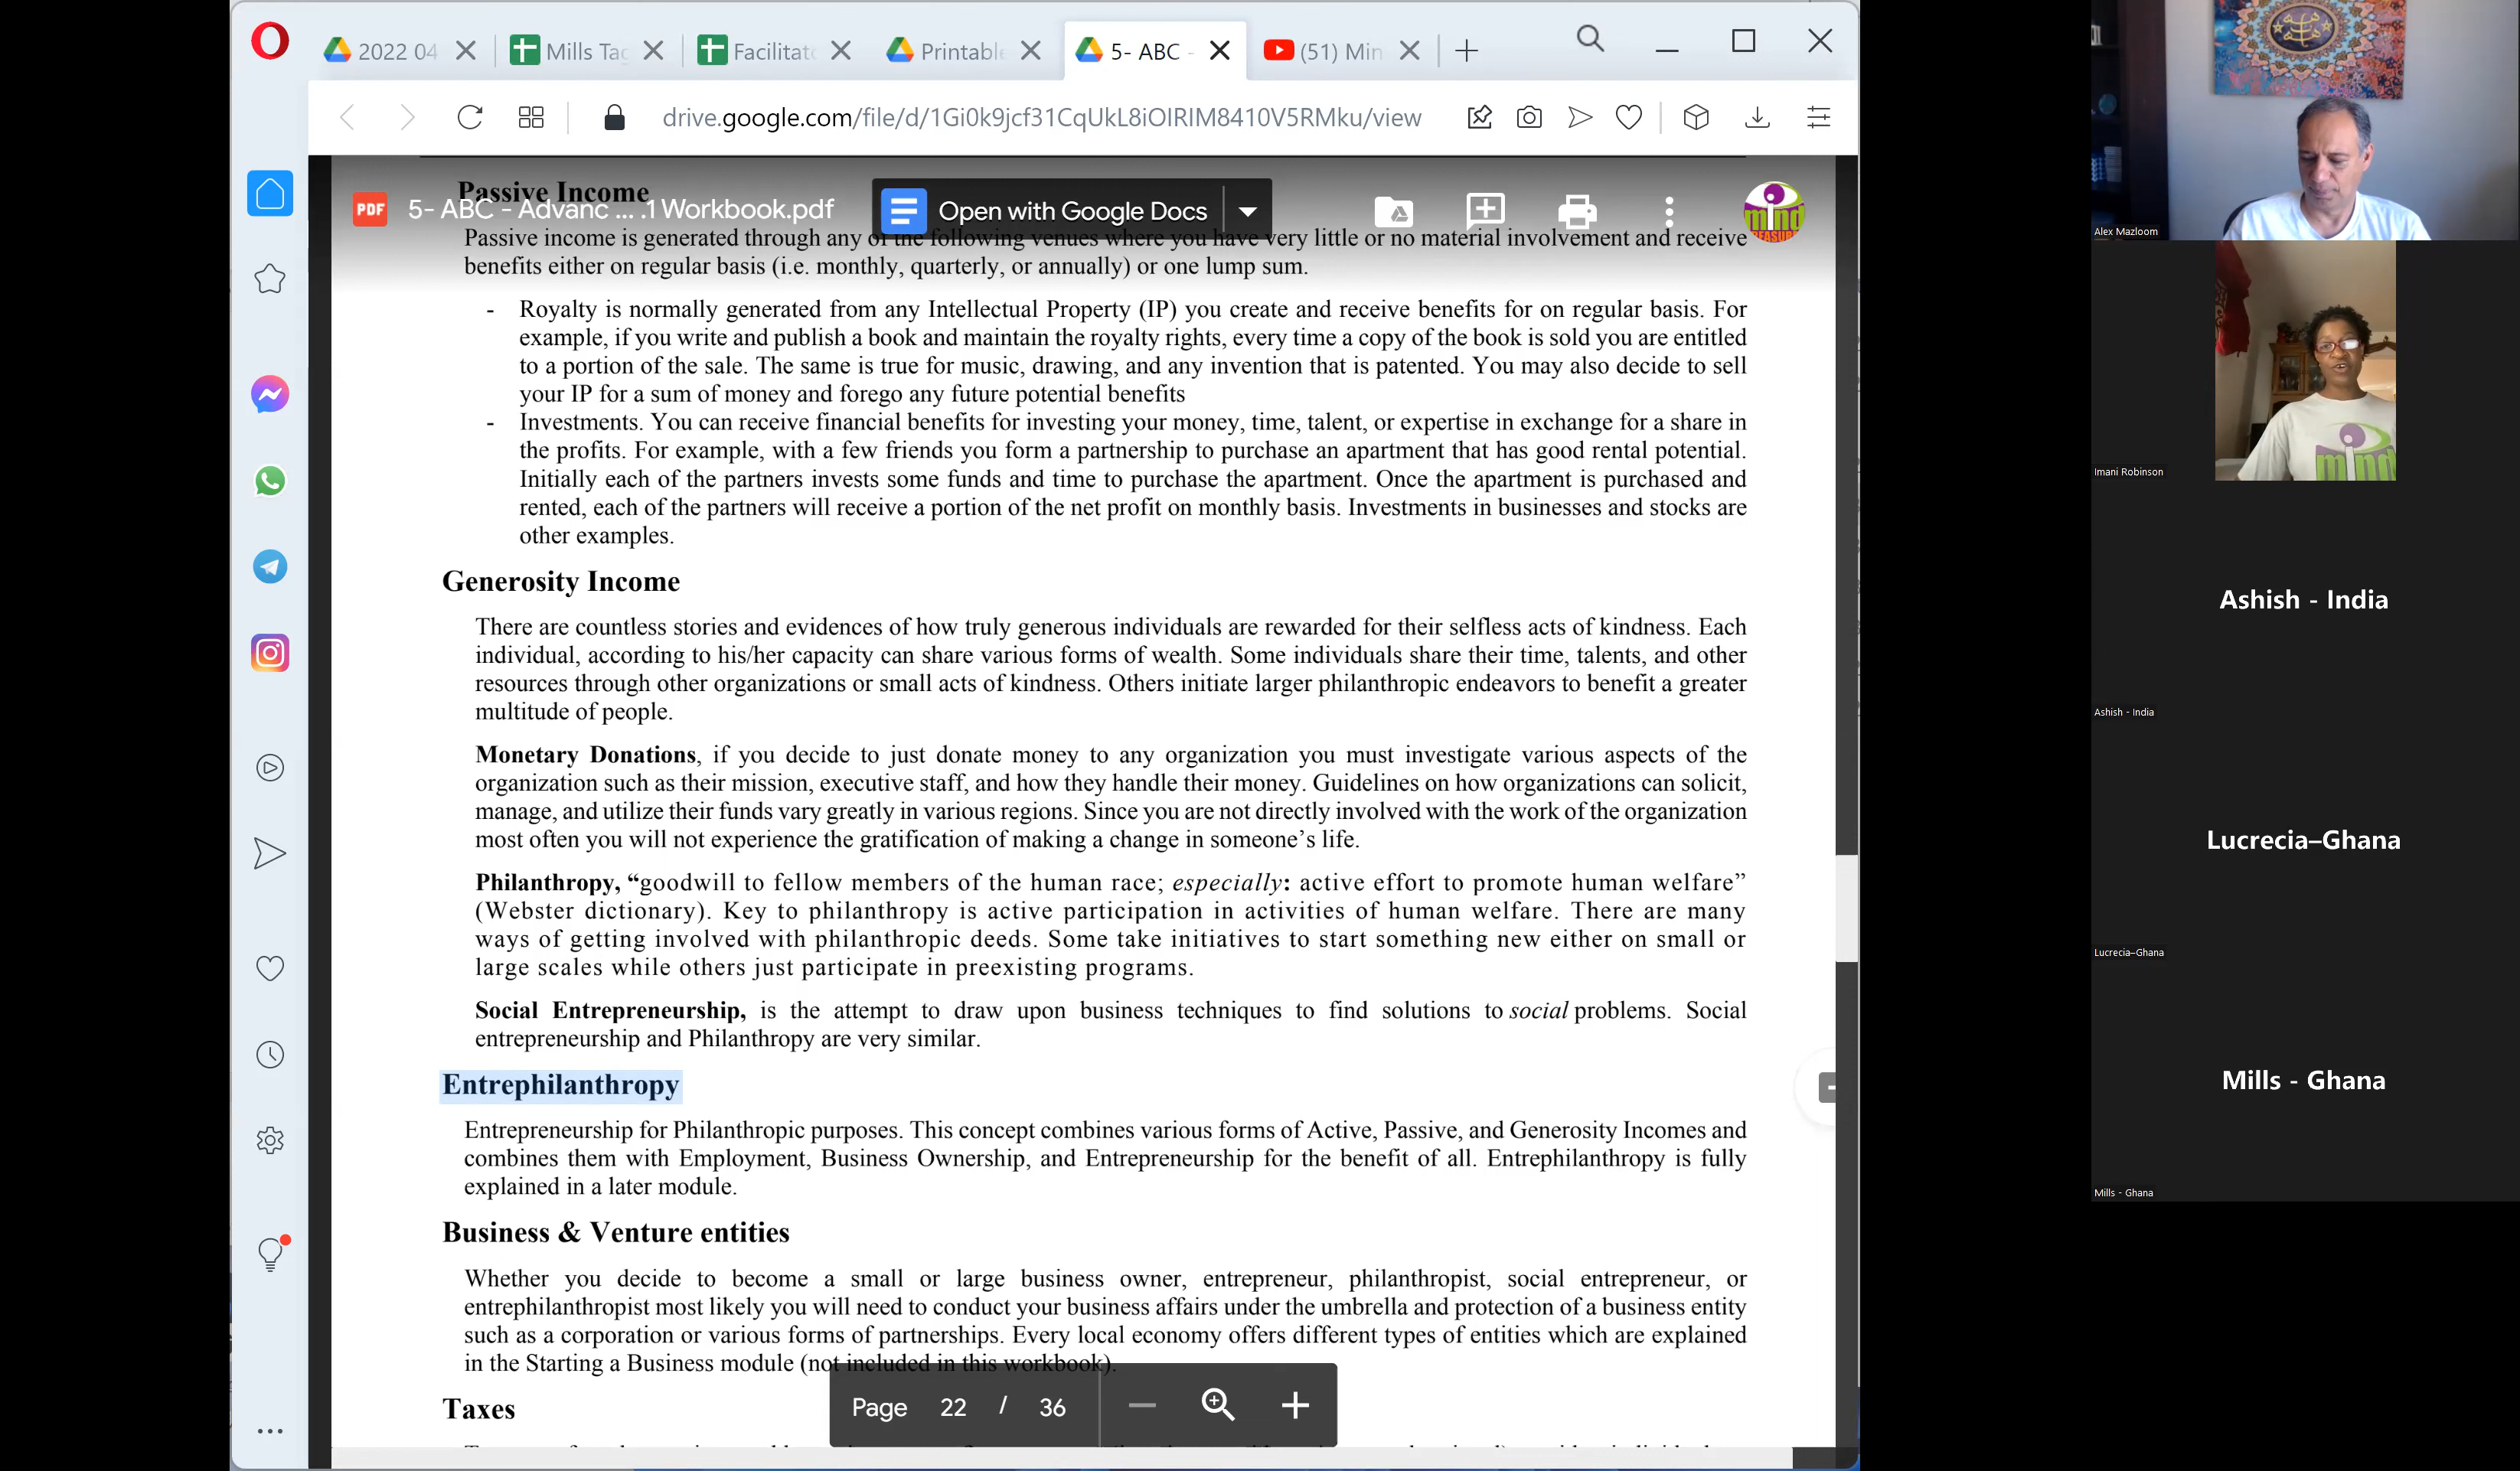 2022 04
Mills Tag
Facilitato
Printable
5- ABC -
(51) Min
drive.google.com/file/d/1Gi0k9jcf31CqUkL8iOIRIM8410V5RMku/view
Passive Income
PDF
5- ABC - Advanc ... .1 Workbook.pdf
Open with Google Docs
Passive income is generated through any of the following venues where you have very little or no material involvement and receive
benefits either on regular basis (i.e. monthly, quarterly, or annually) or one lump sum.
- Royalty is normally generated from any Intellectual Property (IP) you create and receive benefits for on regular basis. For
example, if you write and publish a book and maintain the royalty rights, every time a copy of the book is sold you are entitled
to a portion of the sale. The same is true for music, drawing, and any invention that is patented. You may also decide to sell
your IP for a sum of money and forego any future potential benefits
- Investments. You can receive financial benefits for investing your money, time, talent, or expertise in exchange for a share in
the profits. For example, with a few friends you form a partnership to purchase an apartment that has good rental potential.
Initially each of the partners invests some funds and time to purchase the apartment. Once the apartment is purchased and
rented, each of the partners will receive a portion of the net profit on monthly basis. Investments in businesses and stocks are
other examples.
Generosity Income
There are countless stories and evidences of how truly generous individuals are rewarded for their selfless acts of kindness. Each
individual, according to his/her capacity can share various forms of wealth. Some individuals share their time, talents, and other
resources through other organizations or small acts of kindness. Others initiate larger philanthropic endeavors to benefit a greater
multitude of people.
Monetary Donations, if you decide to just donate money to any organization you must investigate various aspects of the
organization such as their mission, executive staff, and how they handle their money. Guidelines on how organizations can solicit,
manage, and utilize their funds vary greatly in various regions. Since you are not directly involved with the work of the organization
most often you will not experience the gratification of making a change in someone's life.
Philanthropy, "goodwill to fellow members of the human race; especially: active effort to promote human welfare"
(Webster dictionary). Key to philanthropy is active participation in activities of human welfare. There are many
ways of getting involved with philanthropic deeds. Some take initiatives to start something new either on small or
large scales while others just participate in preexisting programs.
Social Entrepreneurship, is the attempt to draw upon business techniques to find solutions to social problems. Social
entrepreneurship and Philanthropy are very similar.
Entrephilanthropy
Entrepreneurship for Philanthropic purposes. This concept combines various forms of Active, Passive, and Generosity Incomes and
combines them with Employment, Business Ownership, and Entrepreneurship for the benefit of all. Entrephilanthropy is fully
explained in a later module.
Business & Venture entities
Whether you decide to become a small or large business owner, entrepreneur, philanthropist, social entrepreneur, or
entrephilanthropist most likely you will need to conduct your business affairs under the umbrella and protection of a business entity
such as a corporation or various forms of partnerships. Every local economy offers different types of entities which are explained
in the Starting a Business module (not included in this workbook).
Page 22 / 36
Taxes
Alex Mazloom
mind
Imani Robinson
Ashish - India
Ashish - India
Lucrecia–Ghana
Lucrecia–Ghana
Mills - Ghana
Mills - Ghana